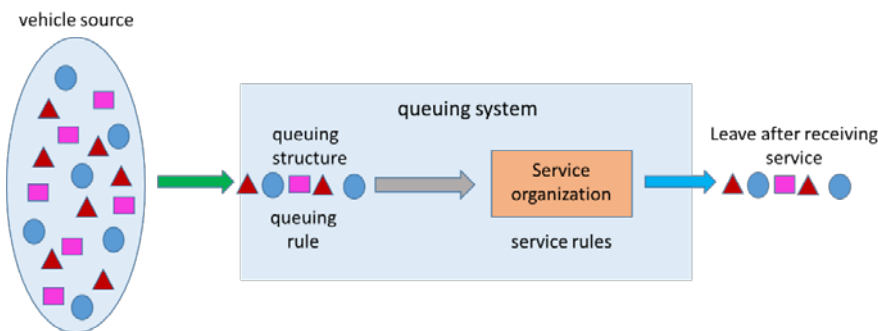 vehicle source
queuing system
queuing
structure
queuing
rule
Service
organization
service rules
Leave after receiving
service